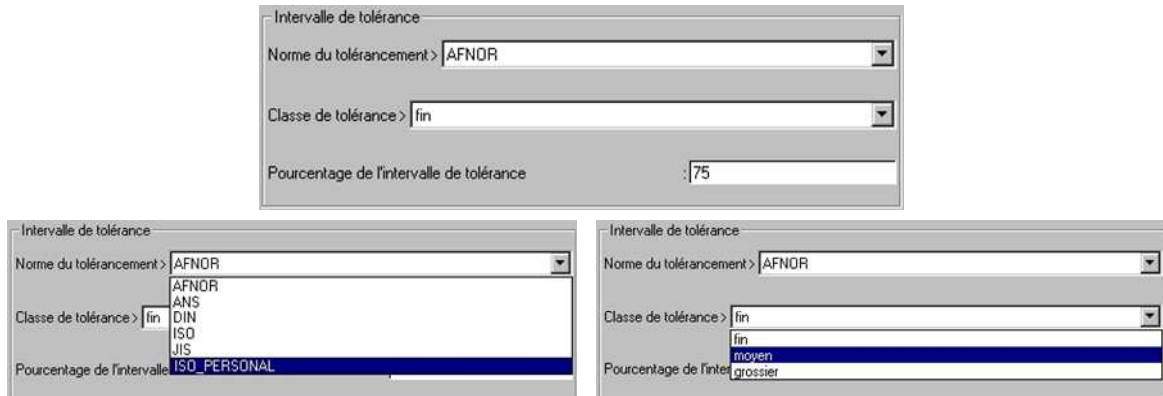 Intervalle de tolérance
Norme du tolérancement > AFNOR
Classe de tolérance > fin
Pourcentage de l'intervalle de tolérance : 75
Intervalle de tolérance
Norme du tolérancement > AFNOR
AFNOR
ANS
Classe de tolérance > fin DIN
ISO
JIS
Pourcentage de l'intervalle ISO_PERSONAL
Intervalle de tolérance
Norme du tolérancement > AFNOR
Classe de tolérance > fin
fin
moyen
Pourcentage de l'inter grossier